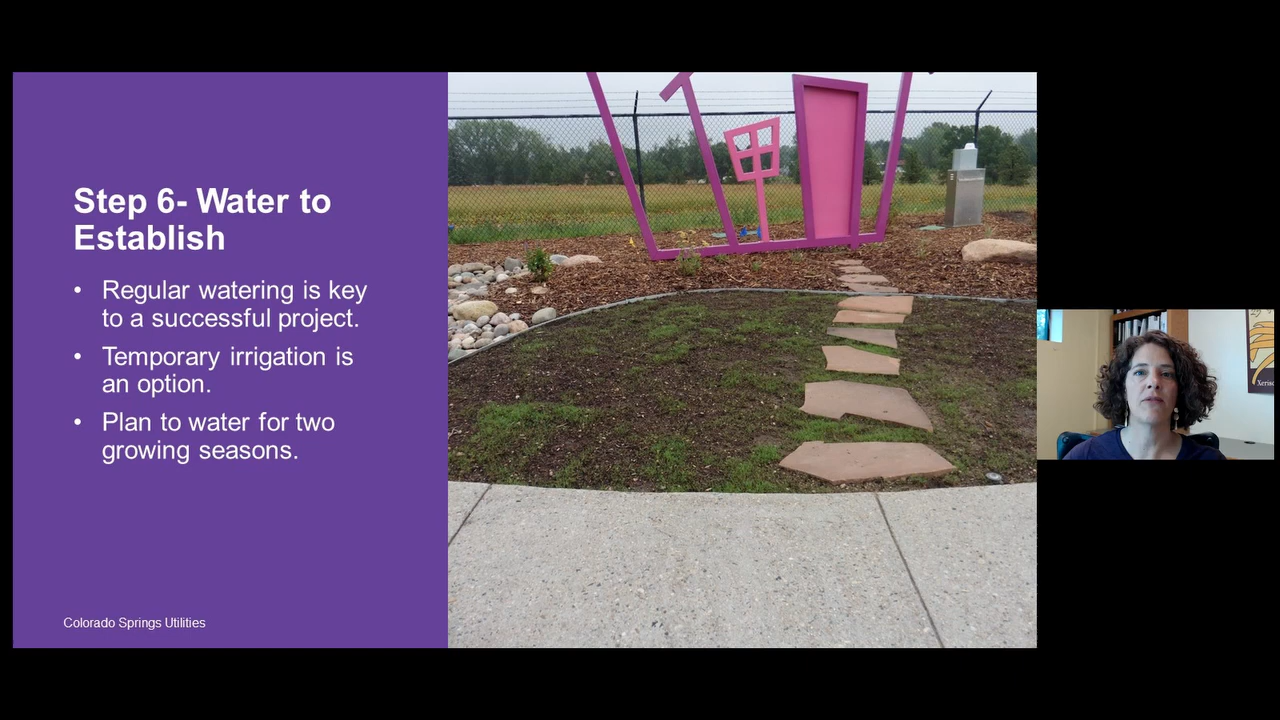 Step 6- Water to
Establish
• Regular watering is key
to a successful project.
• Temporary irrigation is
an option.
• Plan to water for two
growing seasons.
Colorado Springs Utilities